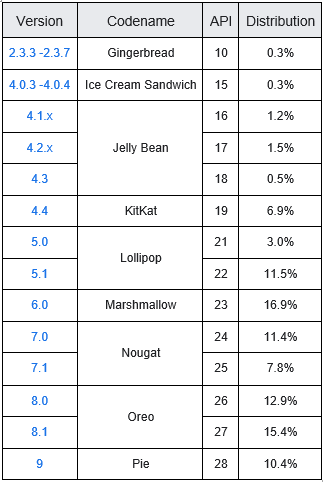 Version Codename API Distribution
2.3.3 -2.3.7 Gingerbread 10 0.3%
4.0.3 -4.0.4 Ice Cream Sandwich 15 0.3%
4.1.x 16 1.2%
4.2.x Jelly Bean 17 1.5%
4.3 18 0.5%
4.4 KitKat 19 6.9%
5.0 21 3.0%
Lollipop
5.1 22 11.5%
6.0 Marshmallow 23 16.9%
7.0 24 11.4%
Nougat
7.1 25 7.8%
8.0 26 12.9%
Oreo
8.1 27 15.4%
9 Pie 28 10.4%